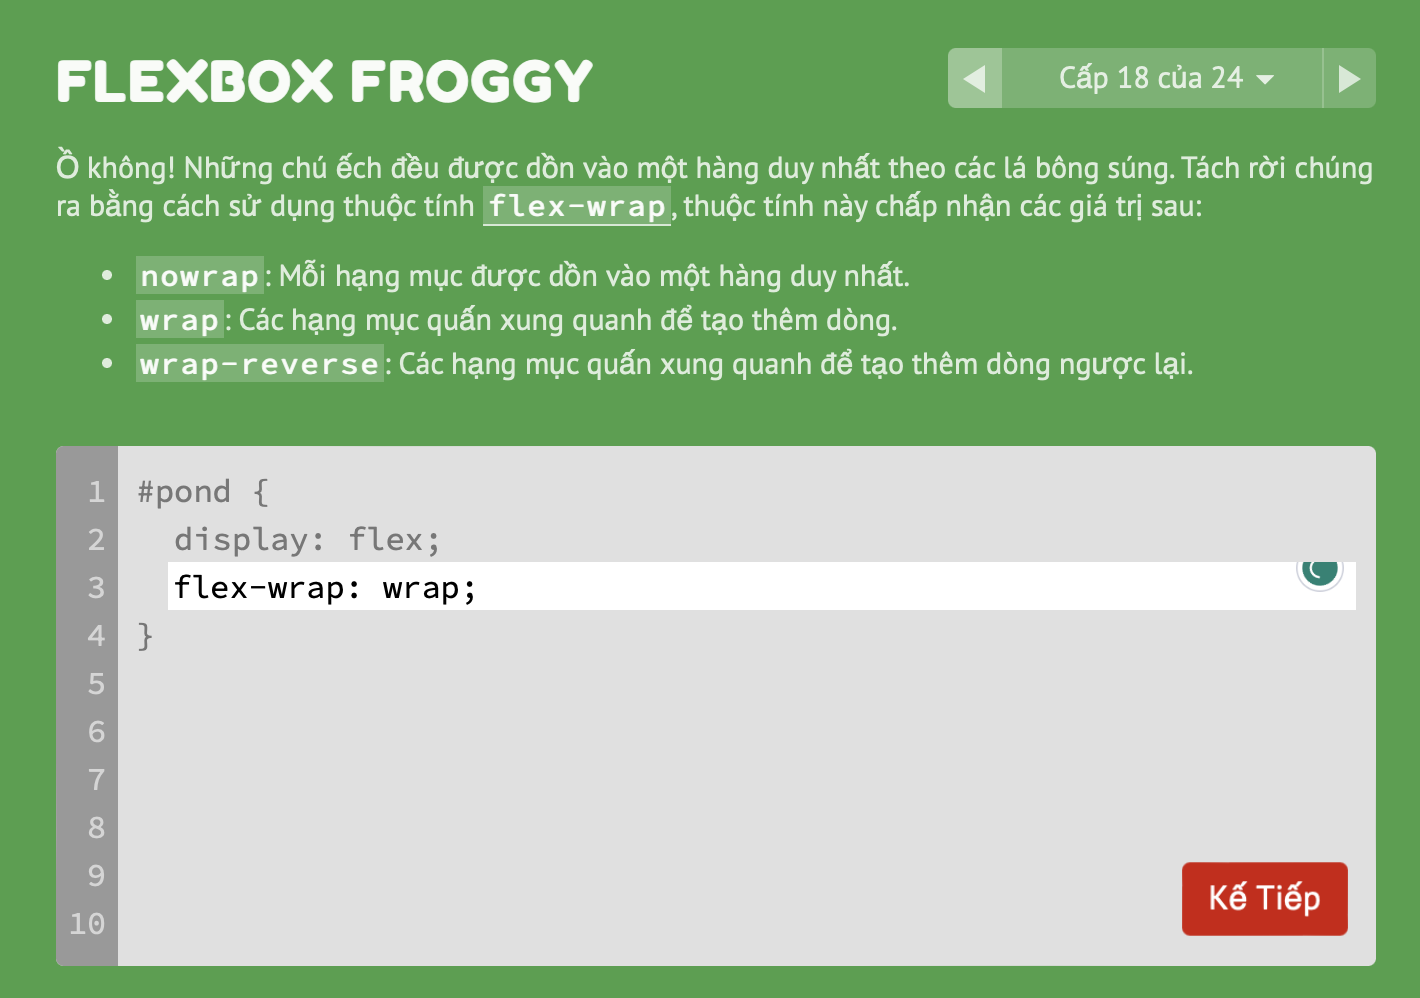 FLEXBOX FROGGY
Cấp 18 của 24
Ồ không! Những chú ếch đều được dồn vào một hàng duy nhất theo các lá bông súng. Tách rời chúng
ra bằng cách sử dụng thuộc tính flex-wrap, thuộc tính này chấp nhận các giá trị sau:
• nowrap: Mỗi hạng mục được dồn vào một hàng duy nhất.
• wrap: Các hạng mục quấn xung quanh để tạo thêm dòng.
• wrap-reverse: Các hạng mục quấn xung quanh để tạo thêm dòng ngược lại.
1 #pond {
2 display: flex;
3 flex-wrap: wrap;
4 }
5
6
7
8
9
10
Kế Tiếp